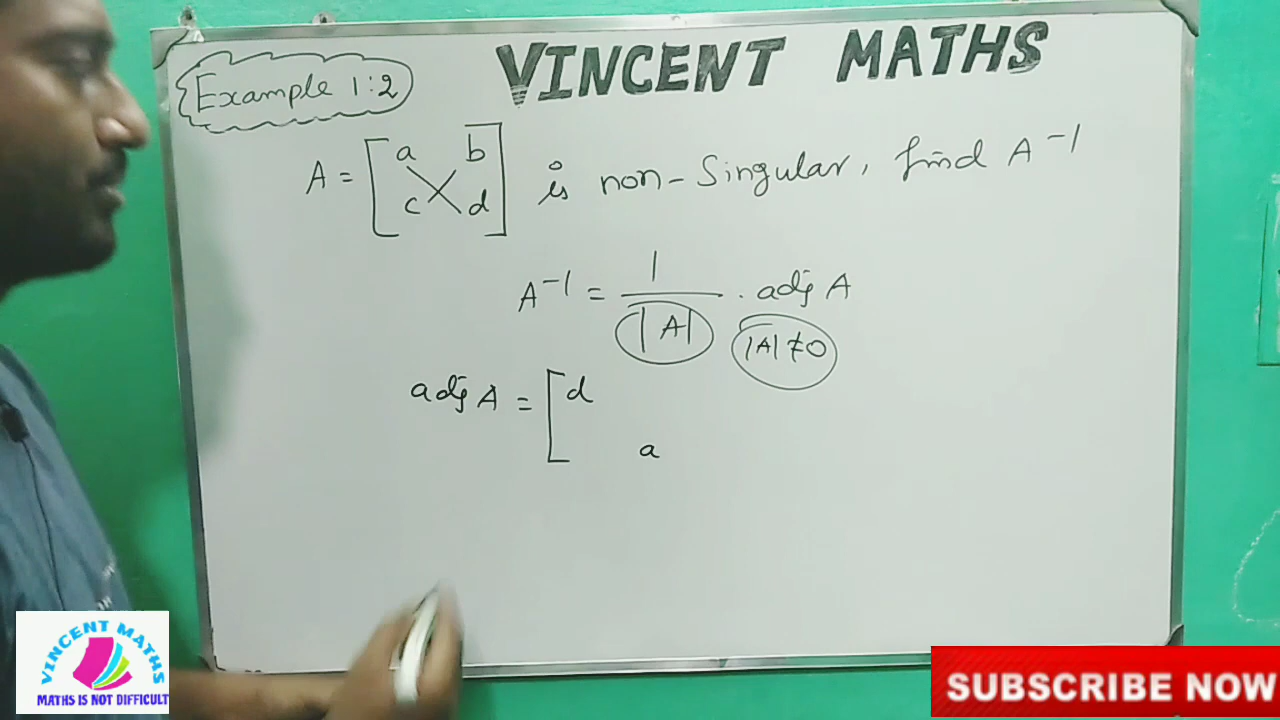 VINCENT MATHS
Example 1:2
A = [a b
c d] is non-Singular, find A⁻¹
A⁻¹ = 1/|A| . adj A
|A| ≠ 0
adj A = [d
a
VINCENT MATHS
MATHS IS NOT DIFFICULT
SUBSCRIBE NOW